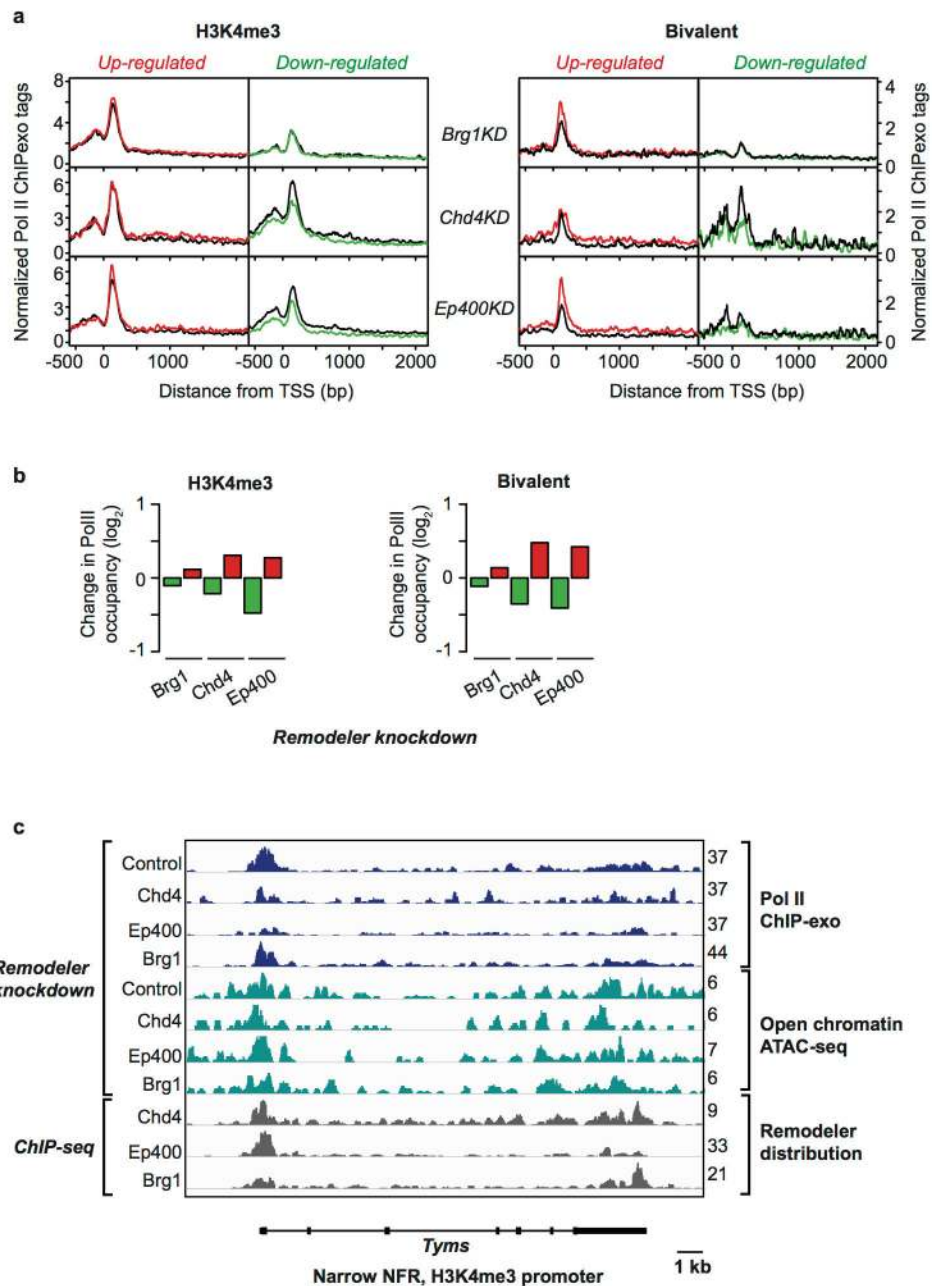 a
H3K4me3
Bivalent
Up-regulated
Down-regulated
Up-regulated
Down-regulated
Normalized Pol II ChIPexo tags
8
4
0
6
3
0
6
3
0
Brg1KD
Chd4KD
Ep400KD
4
2
0
2
0
2
0
Normalized Pol II ChIPexo tags
-500 0 1000 -500 0 1000 2000
-500 0 1000 -500 0 1000 2000
Distance from TSS (bp)
Distance from TSS (bp)
b
H3K4me3
Bivalent
Change in PolII
occupancy (log2)
1
0
-1
Brg1
Chd4
Ep400
Change in PolII
occupancy (log2)
1
0
-1
Brg1
Chd4
Ep400
Remodeler knockdown
c
Control 37
Chd4 37
Ep400 37
Brg1 44
Pol II
ChIP-exo
Remodeler
knockdown
Control 6
Chd4 6
Ep400 7
Brg1 6
Open chromatin
ATAC-seq
Chd4 9
Ep400 33
Brg1 21
ChIP-seq
Remodeler
distribution
Tyms
1 kb
Narrow NFR, H3K4me3 promoter